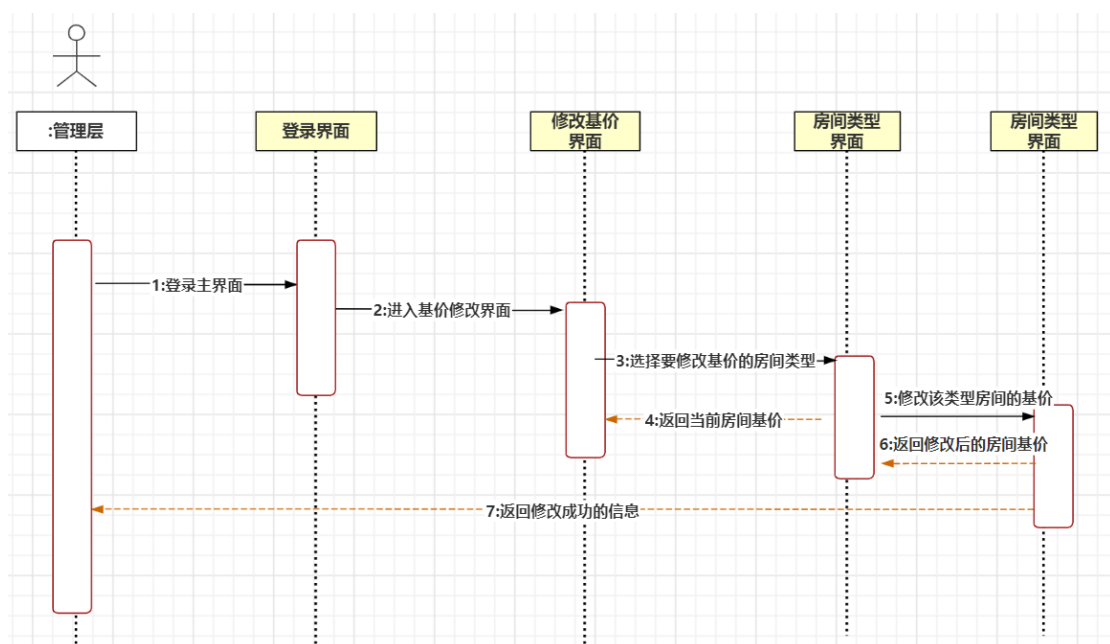 :管理层
登录界面
修改基价
界面
房间类型
界面
房间类型
界面
1:登录主界面
2:进入基价修改界面
3:选择要修改基价的房间类型
4:返回当前房间基价
5:修改该类型房间的基价
6:返回修改后的房间基价
7:返回修改成功的信息